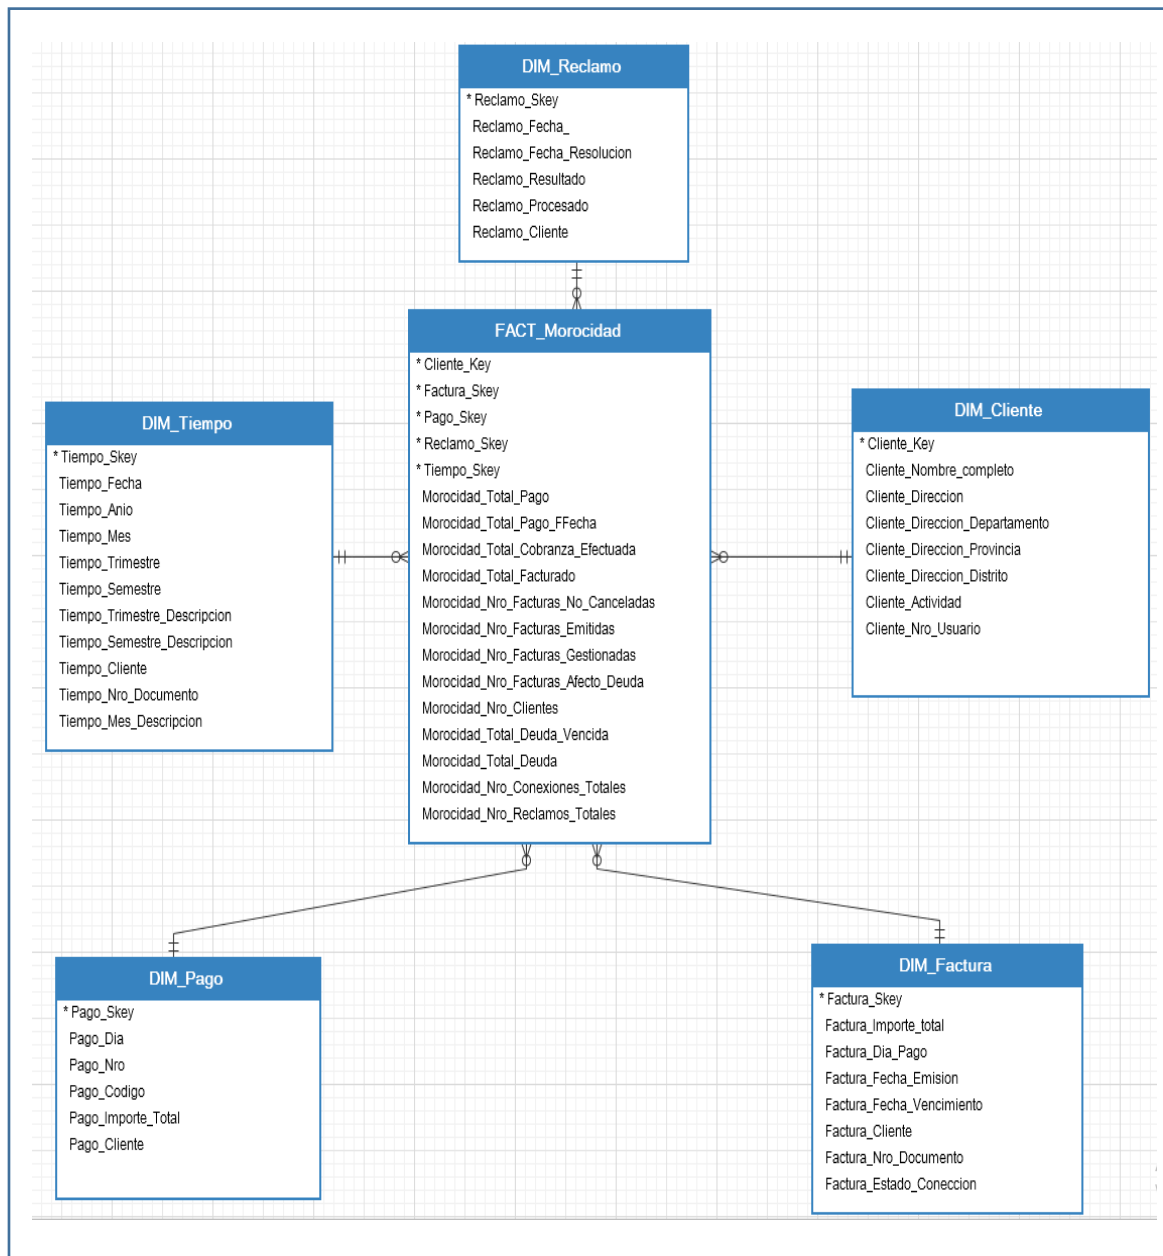 DIM_Reclamo
* Reclamo_Skey
Reclamo_Fecha_
Reclamo_Fecha_Resolucion
Reclamo_Resultado
Reclamo_Procesado
Reclamo_Cliente
FACT_Morocidad
* Cliente_Key
* Factura_Skey
* Pago_Skey
* Reclamo_Skey
* Tiempo_Skey
Morocidad_Total_Pago
Morocidad_Total_Pago_FFecha
Morocidad_Total_Cobranza_Efectuada
Morocidad_Total_Facturado
Morocidad_Nro_Facturas_No_Canceladas
Morocidad_Nro_Facturas_Emitidas
Morocidad_Nro_Facturas_Gestionadas
Morocidad_Nro_Facturas_Afecto_Deuda
Morocidad_Nro_Clientes
Morocidad_Total_Deuda_Vencida
Morocidad_Total_Deuda
Morocidad_Nro_Conexiones_Totales
Morocidad_Nro_Reclamos_Totales
DIM_Tiempo
* Tiempo_Skey
Tiempo_Fecha
Tiempo_Anio
Tiempo_Mes
Tiempo_Trimestre
Tiempo_Semestre
Tiempo_Trimestre_Descripcion
Tiempo_Semestre_Descripcion
Tiempo_Cliente
Tiempo_Nro_Documento
Tiempo_Mes_Descripcion
DIM_Cliente
* Cliente_Key
Cliente_Nombre_completo
Cliente_Direccion
Cliente_Direccion_Departamento
Cliente_Direccion_Provincia
Cliente_Direccion_Distrito
Cliente_Actividad
Cliente_Nro_Usuario
DIM_Pago
* Pago_Skey
Pago_Dia
Pago_Nro
Pago_Codigo
Pago_Importe_Total
Pago_Cliente
DIM_Factura
* Factura_Skey
Factura_Importe_total
Factura_Dia_Pago
Factura_Fecha_Emision
Factura_Fecha_Vencimiento
Factura_Cliente
Factura_Nro_Documento
Factura_Estado_Coneccion